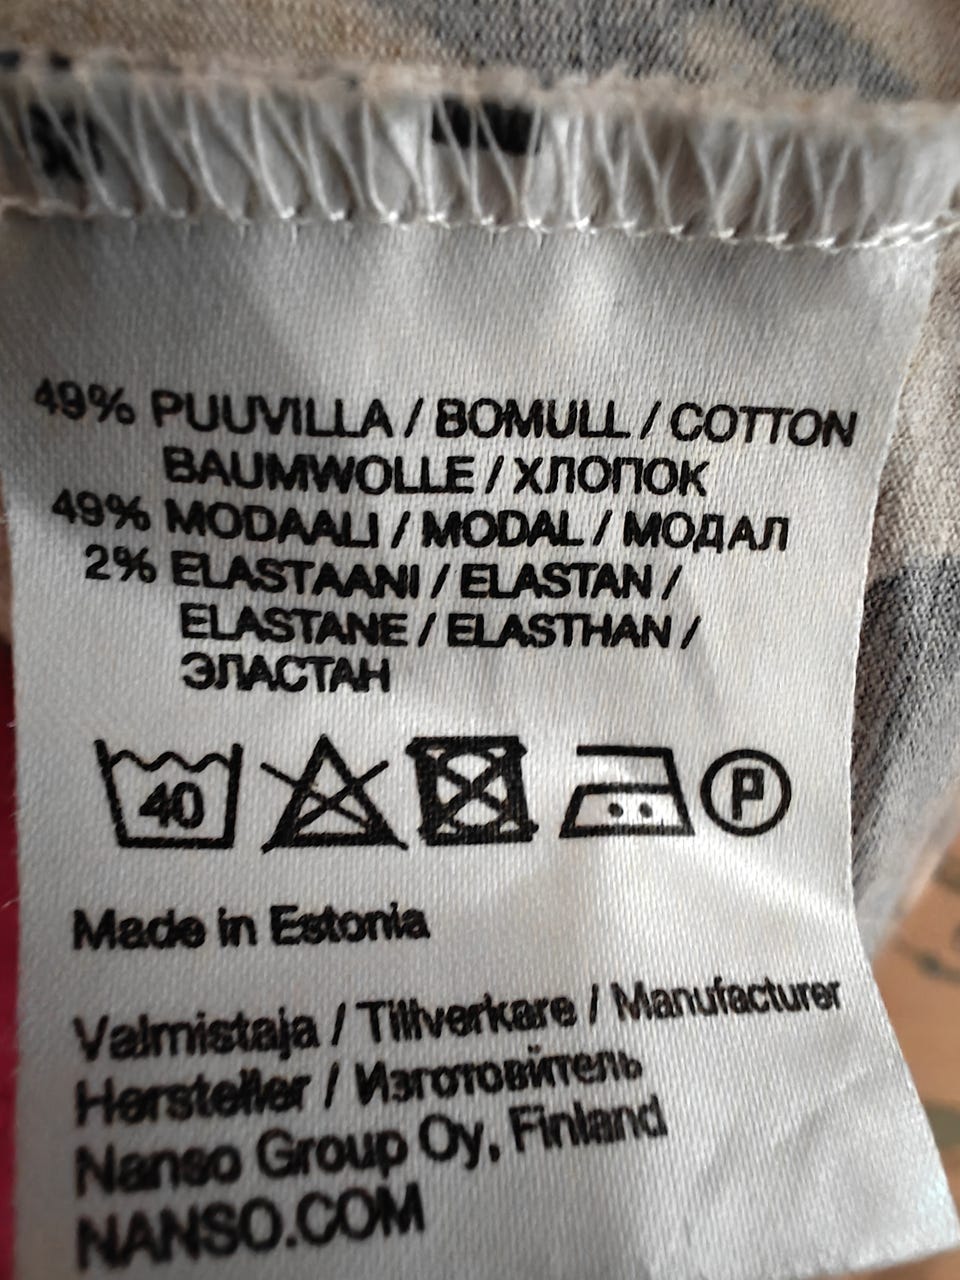 49% PUUVILLA / BOMULL / COTTON
BAUMWOLLE / ХЛОПОК
49% MODAALI / MODAL / МОДАЛ
2% ELASTAANI / ELASTAN /
ELASTANE / ELASTHAN /
ЭЛАСТАН
40 P
Made in Estonia
Valmistaja / Tillverkare / Manufacturer
Hersteller / Изготовитель
Nanso Group Oy, Finland
NANSO.COM